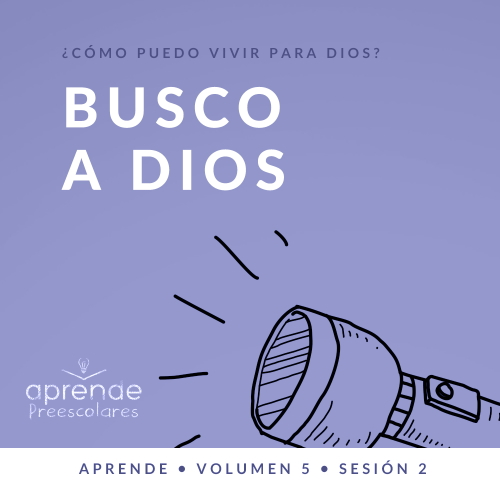 ¿CÓMO PUEDO VIVIR PARA DIOS?
BUSCO
A DIOS
aprende
Preescolares
APRENDE • VOLUMEN 5 • SESIÓN 2